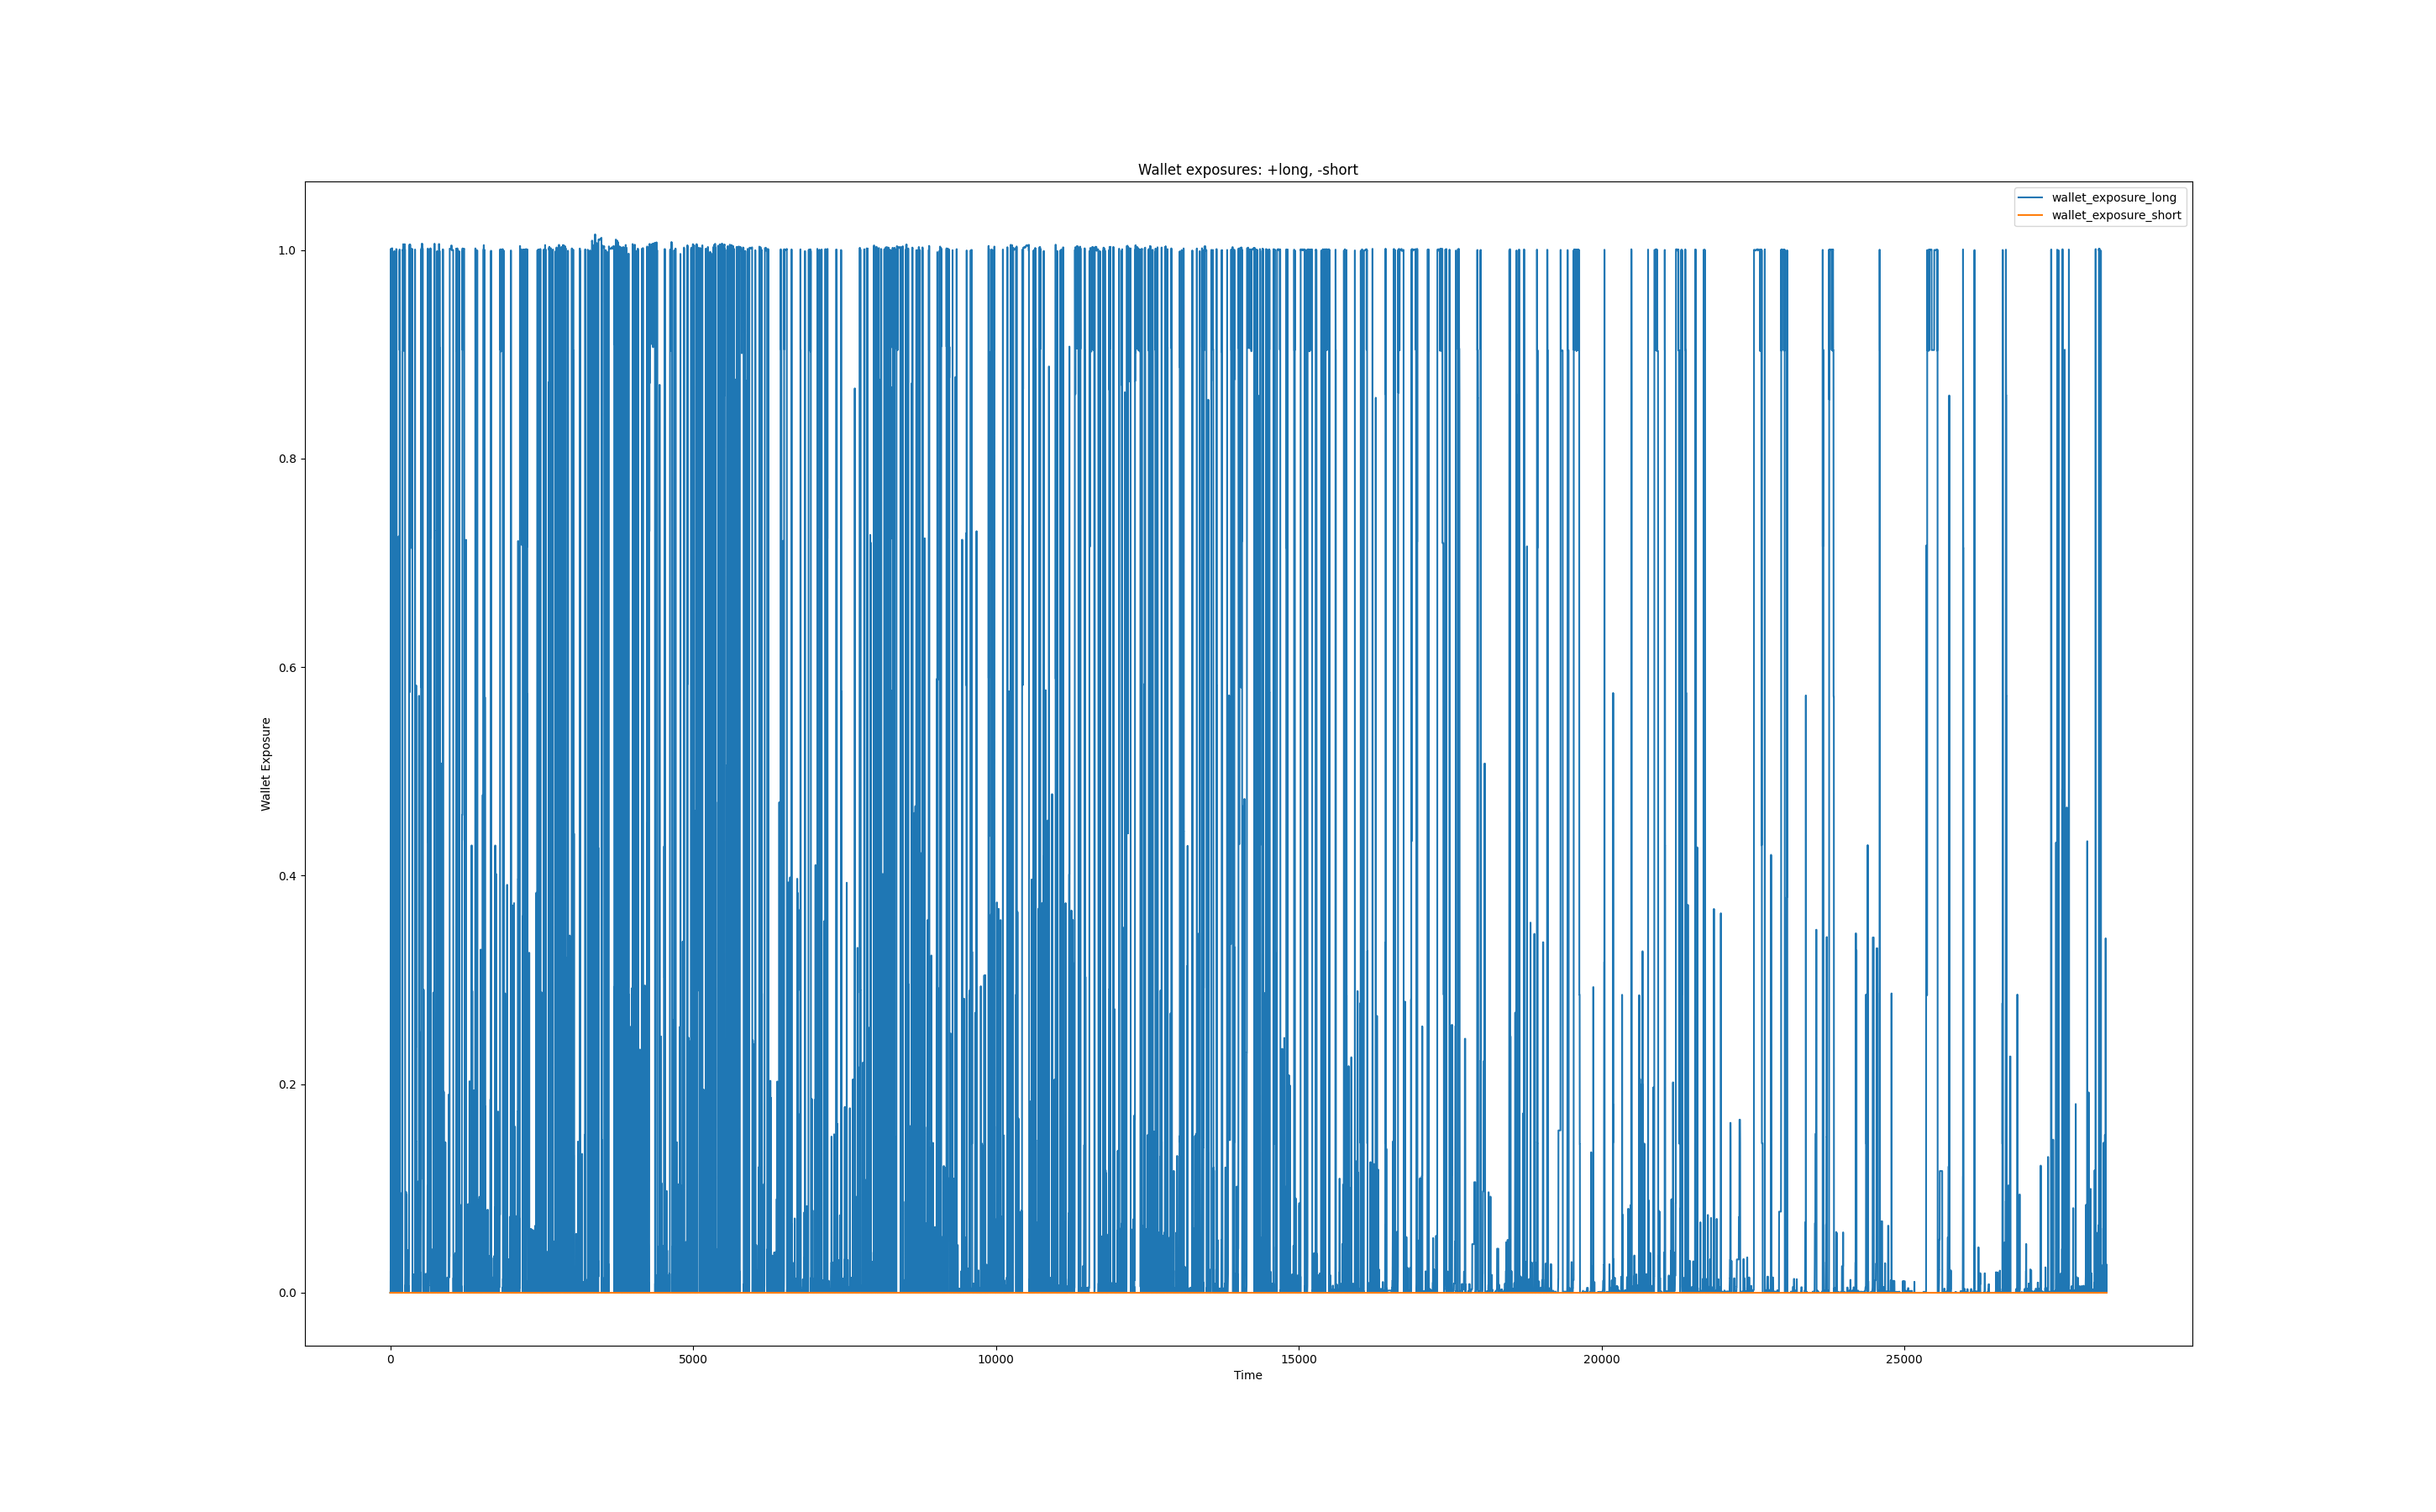 Wallet exposures: +long, -short
wallet_exposure_long
wallet_exposure_short
1.0
0.8
0.6
0.4
0.2
0.0
Wallet Exposure
0 5000 10000 15000 20000 25000
Time